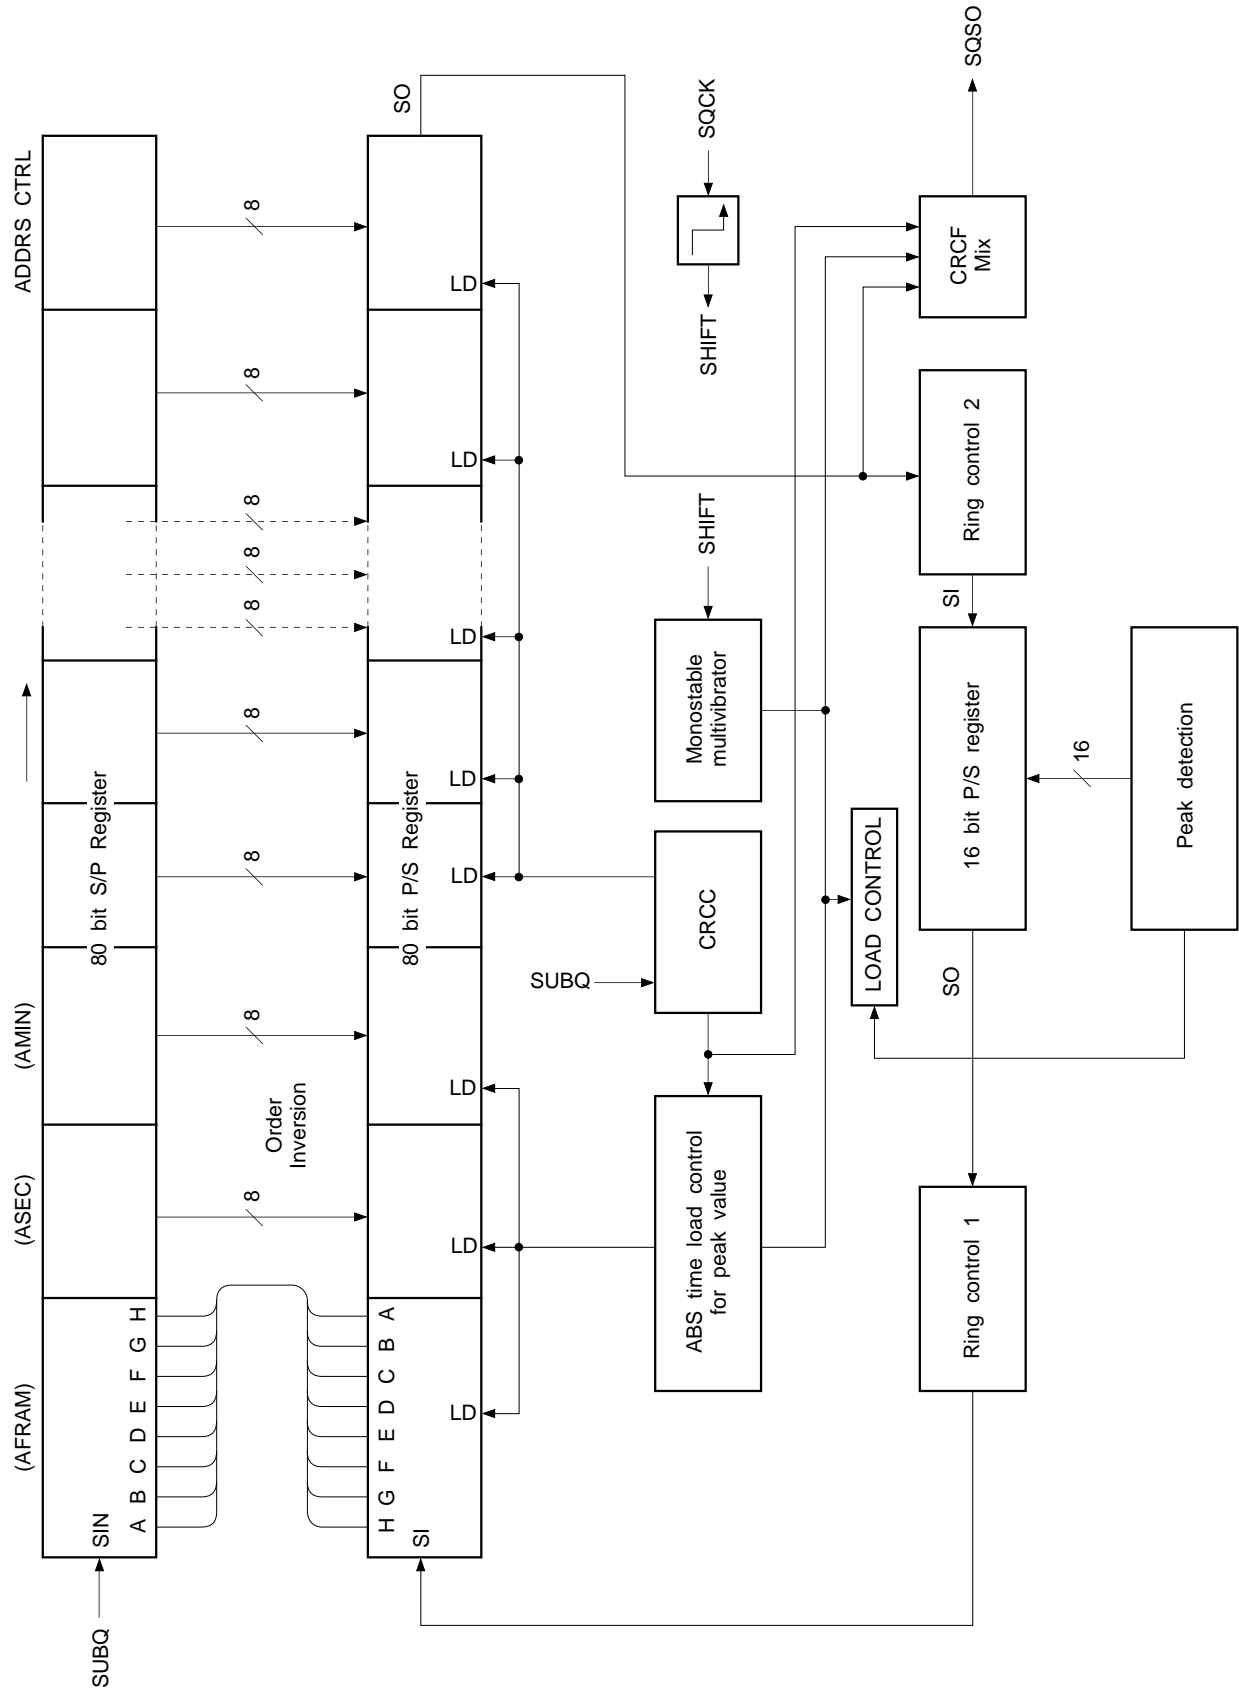 (AFRAM)
(ASEC)
(AMIN)
ADDRS CTRL
SUBQ
SIN
A B C D E F G H
80 bit S/P Register
8
8
8
8
8
8
8
8
8
Order
Inversion
H G F E D C B A
SI
80 bit P/S Register
SO
LD
LD
LD
LD
LD
LD
LD
LD
ABS time load control
for peak value
SUBQ
CRCC
Monostable
multivibrator
SHIFT
SHIFT
SQCK
LOAD CONTROL
Ring control 1
SO
16 bit P/S register
SI
Ring control 2
CRCF
Mix
SQSO
16
Peak detection